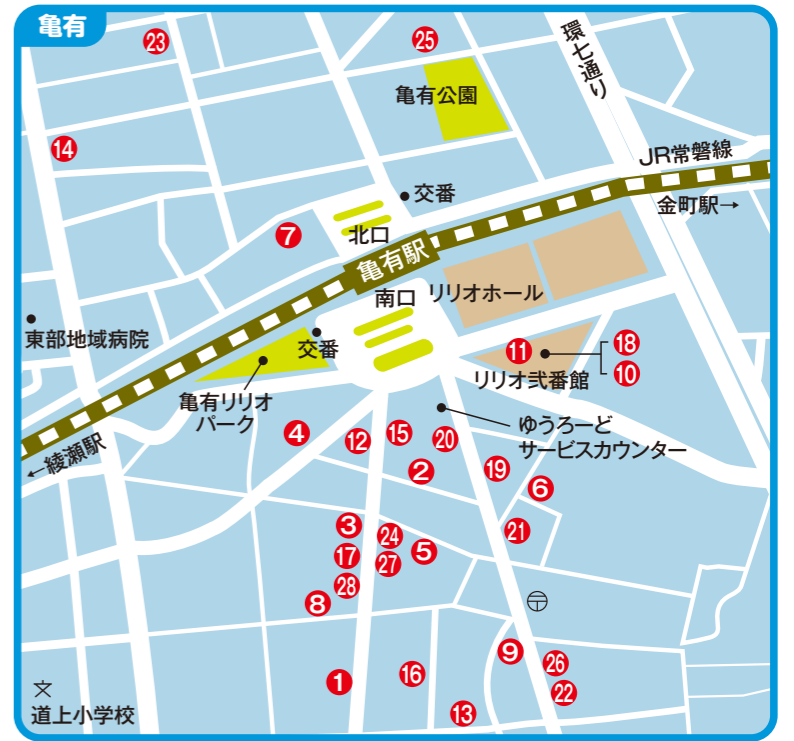 亀有
㉓
㉕
環七通り
亀有公園
⑭
JR常磐線
交番
金町駅→
⑦
北口
亀有駅
南口
リリオホール
東部地域病院
交番
⑪
⑱
リリオ弐番館
⑩
亀有リリオ
パーク
←綾瀬駅
④
⑫
⑮
⑳
ゆうろーど
サービスカウンター
②
⑲
⑥
③
㉔
㉑
⑰
㉗
⑤
㉘
⑧
〒
⑨
㉖
①
⑯
㉒
文
道上小学校
⑬